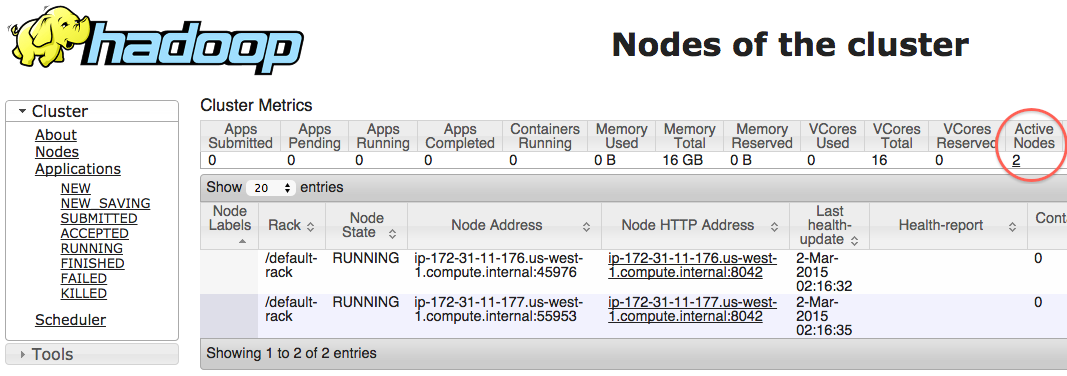 hadoop
Nodes of the cluster
Cluster
About
Nodes
Applications
NEW
NEW_SAVING
SUBMITTED
ACCEPTED
RUNNING
FINISHED
FAILED
KILLED
Scheduler
Tools
Cluster Metrics
Apps Submitted Apps Pending Apps Running Apps Completed Containers Running Memory Used Memory Total Memory Reserved VCores Used VCores Total VCores Reserved Active Nodes
0 0 0 0 0 0 B 16 GB 0 B 0 16 0 2
Show 20 entries
Node Labels Rack Node State Node Address Node HTTP Address Last health-update Health-report Conta
/default-rack RUNNING ip-172-31-11-176.us-west-1.compute.internal:45976 ip-172-31-11-176.us-west-1.compute.internal:8042 2-Mar-2015 02:16:32 0
/default-rack RUNNING ip-172-31-11-177.us-west-1.compute.internal:55953 ip-172-31-11-177.us-west-1.compute.internal:8042 2-Mar-2015 02:16:35 0
Showing 1 to 2 of 2 entries